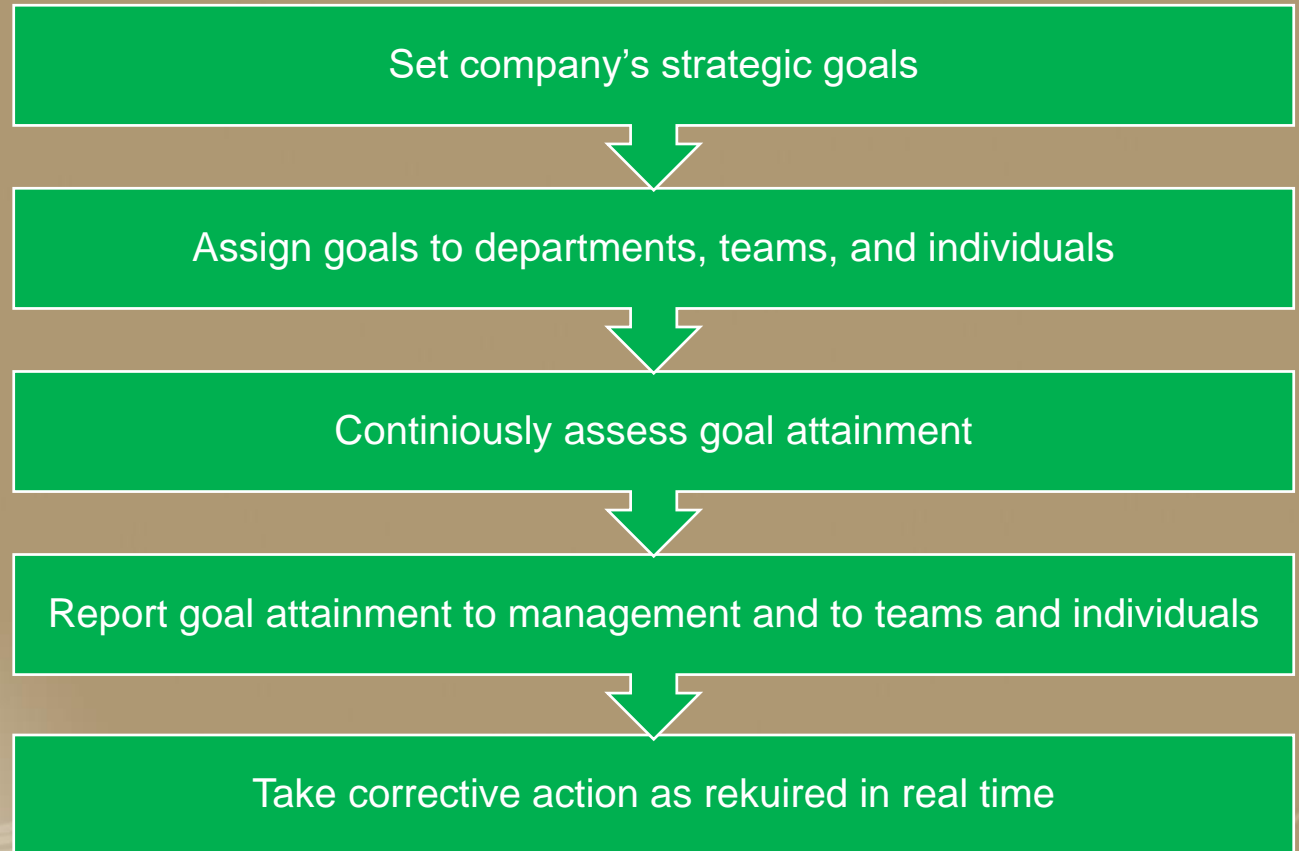 Set company’s strategic goals
Assign goals to departments, teams, and individuals
Continiously assess goal attainment
Report goal attainment to management and to teams and individuals
Take corrective action as rekuired in real time